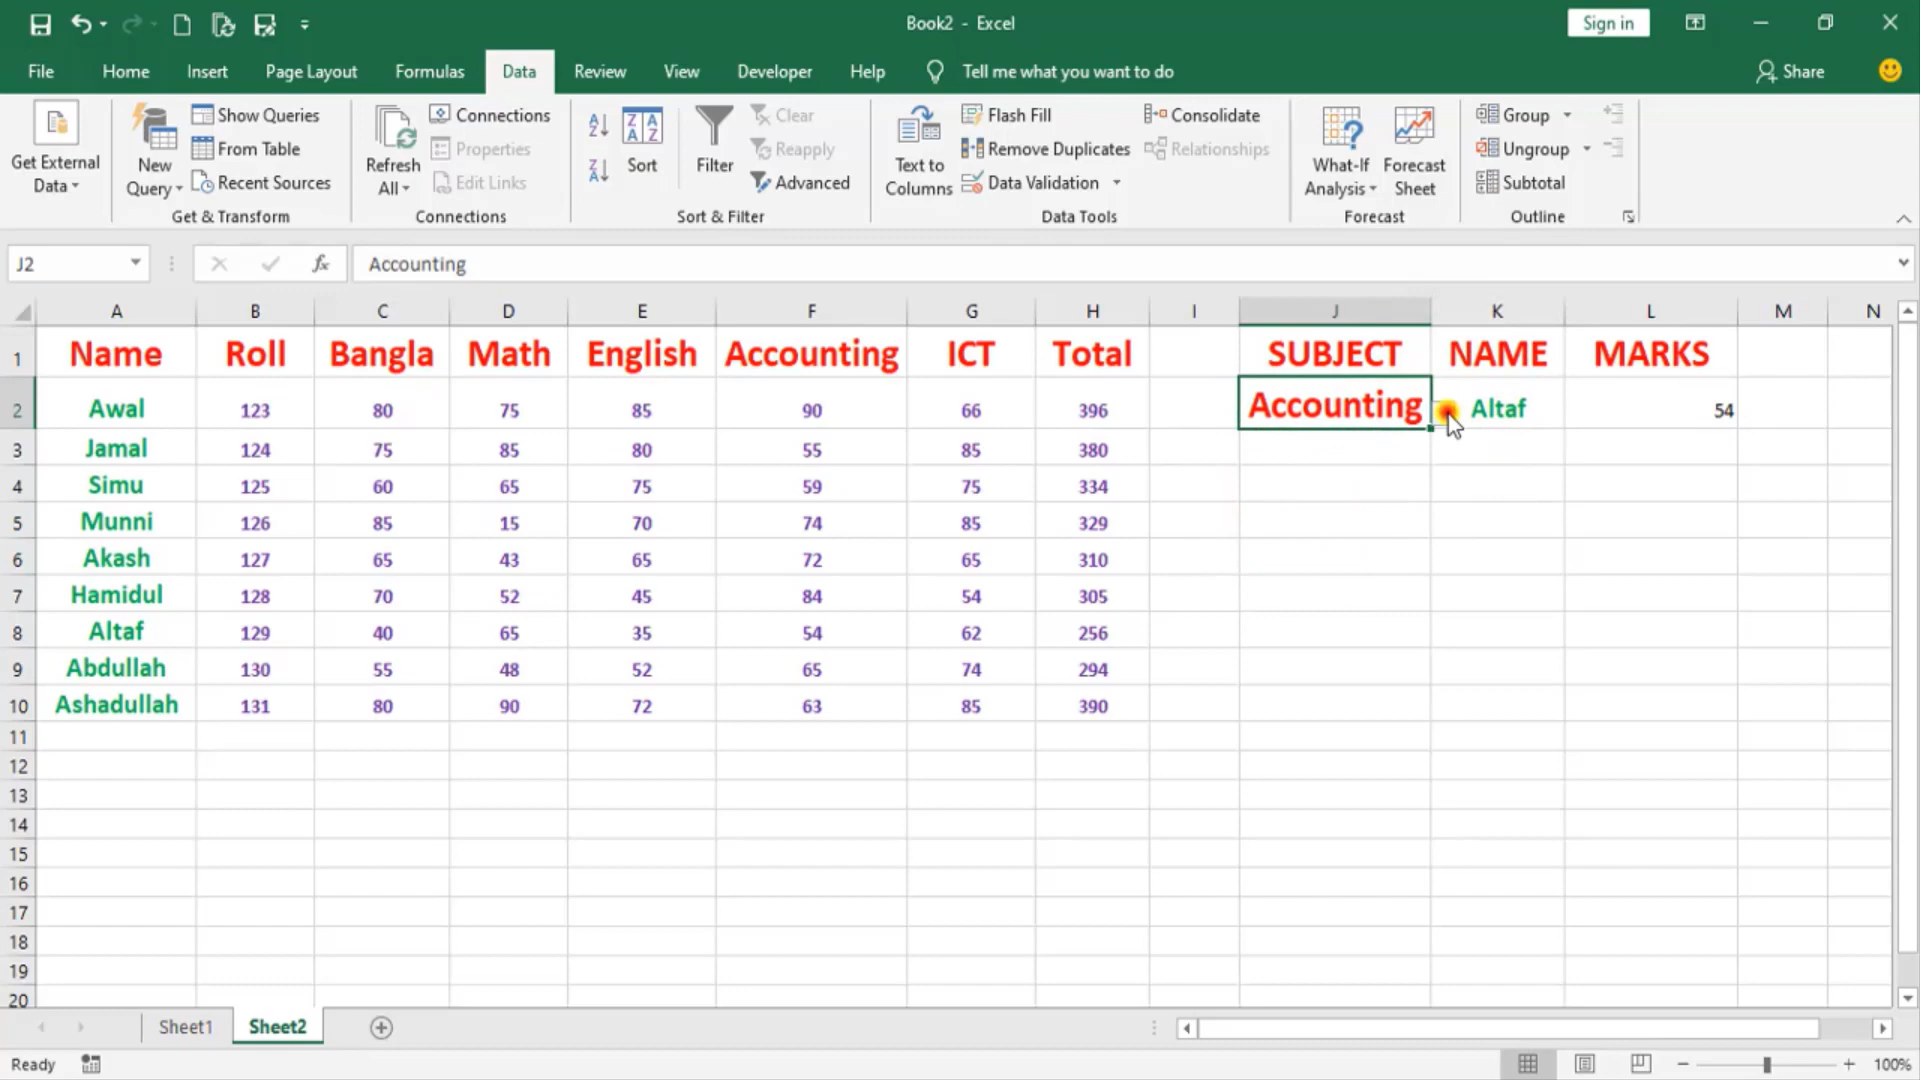 Book2 - Excel
Sign in
File Home Insert Page Layout Formulas Data Review View Developer Help Tell me what you want to do Share
Get External Data
New Query
Show Queries
From Table
Recent Sources
Get & Transform
Refresh All
Connections
Properties
Edit Links
Connections
Sort
Filter
Clear
Reapply
Advanced
Sort & Filter
Text to Columns
Flash Fill
Remove Duplicates
Data Validation
Consolidate
Relationships
Data Tools
What-If Analysis
Forecast Sheet
Forecast
Group
Ungroup
Subtotal
Outline
J2 fx Accounting
A B C D E F G H I J K L M N
1 Name Roll Bangla Math English Accounting ICT Total SUBJECT NAME MARKS
2 Awal 123 80 75 85 90 66 396 Accounting Altaf 54
3 Jamal 124 75 85 80 55 85 380
4 Simu 125 60 65 75 59 75 334
5 Munni 126 85 15 70 74 85 329
6 Akash 127 65 43 65 72 65 310
7 Hamidul 128 70 52 45 84 54 305
8 Altaf 129 40 65 35 54 62 256
9 Abdullah 130 55 48 52 65 74 294
10 Ashadullah 131 80 90 72 63 85 390
11
12
13
14
15
16
17
18
19
20
Sheet1 Sheet2
Ready 100%